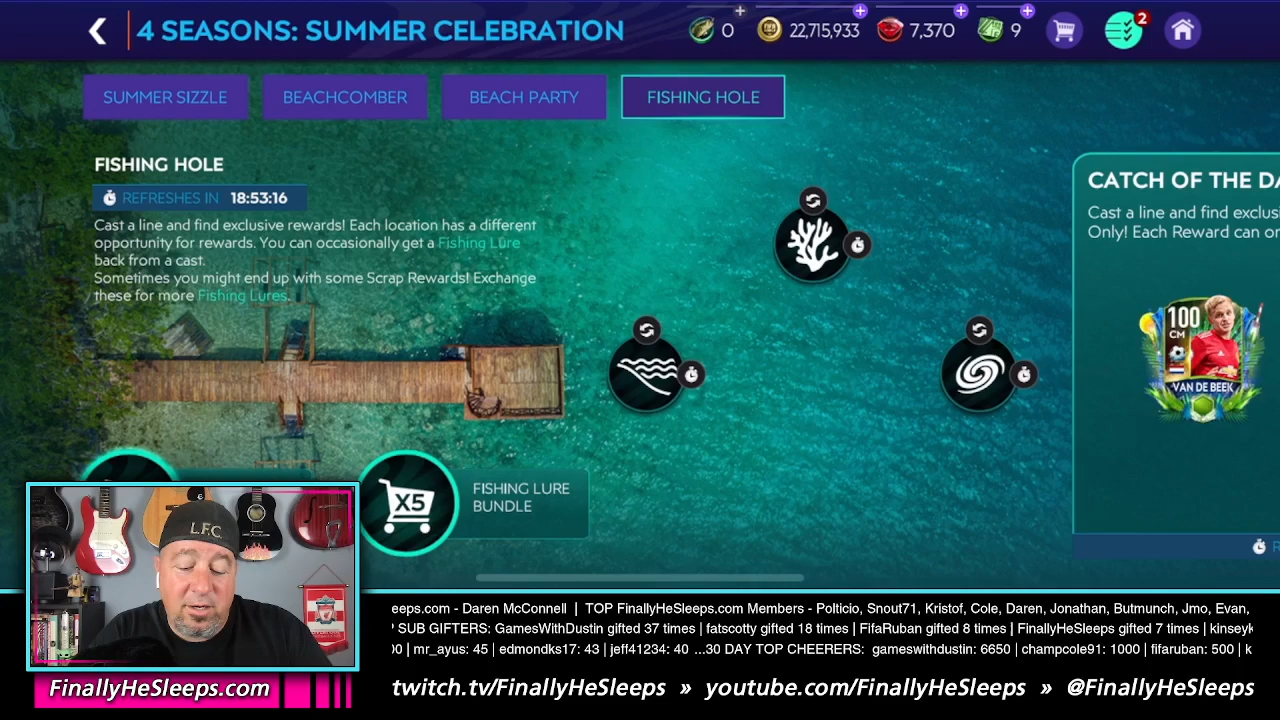 4 SEASONS: SUMMER CELEBRATION
0
22,715,933
7,370
9
2
SUMMER SIZZLE
BEACHCOMBER
BEACH PARTY
FISHING HOLE
FISHING HOLE
REFRESHES IN 18:53:16
Cast a line and find exclusive rewards! Each location has a different
opportunity for rewards. You can occasionally get a Fishing Lure
back from a cast.
Sometimes you might end up with some Scrap Rewards! Exchange
these for more Fishing Lures.
CATCH OF THE DA
Cast a line and find exclusi
Only! Each Reward can on
100
CM
VAN DE BEEK
X5
FISHING LURE
BUNDLE
L.F.C.
eeps.com - Daren McConnell | TOP FinallyHeSleeps.com Members - Polticio, Snout71, Kristof, Cole, Daren, Jonathan, Butmunch, Jmo, Evan,
SUB GIFTERS: GamesWithDustin gifted 37 times | fatscotty gifted 18 times | FifaRuban gifted 8 times | FinallyHeSleeps gifted 7 times | kinseyk
00 | mr_ayus: 45 | edmondks17: 43 | jeff41234: 40 ...30 DAY TOP CHEERERS: gameswithdustin: 6650 | champcole91: 1000 | fifaruban: 500 | k
FinallyHeSleeps.com
twitch.tv/FinallyHeSleeps » youtube.com/FinallyHeSleeps » @FinallyHeSleeps